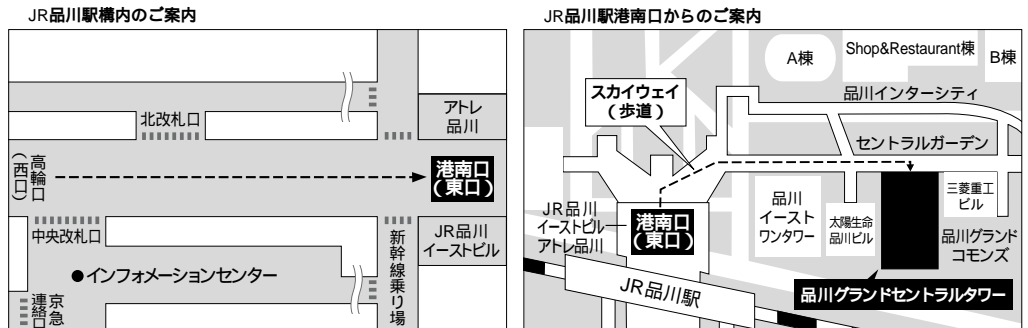 JR品川駅構内のご案内
アトレ
品川
北改札口
高輪口
(西口)
港南口
(東口)
中央改札口
新幹線乗り場
JR品川
イーストビル
●インフォメーションセンター
京急
連絡口
JR品川駅港南口からのご案内
A棟
Shop&Restaurant棟
B棟
スカイウェイ
(歩道)
品川インターシティ
セントラルガーデン
JR品川
イーストビル
アトレ品川
港南口
(東口)
品川
イースト
ワンタワー
太陽生命
品川ビル
三菱重工
ビル
品川グランド
コモンズ
JR品川駅
品川グランドセントラルタワー